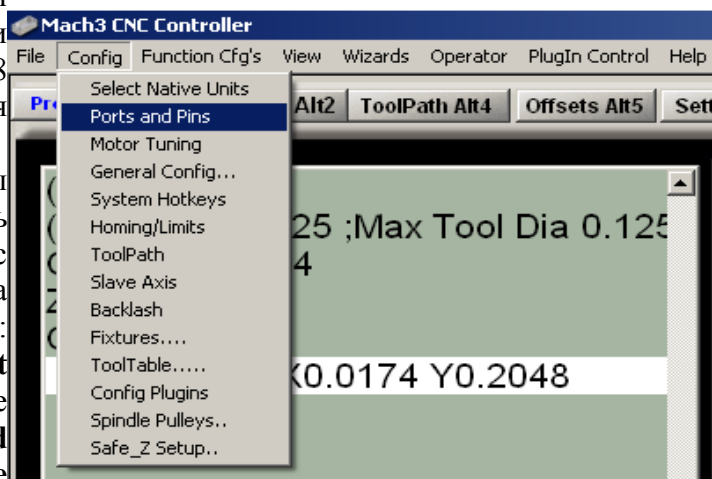 Mach3 CNC Controller
File Config Function Cfg's View Wizards Operator PlugIn Control Help
Alt2 ToolPath Alt4 Offsets Alt5
Select Native Units
Ports and Pins
Motor Tuning
General Config...
System Hotkeys
Homing/Limits
ToolPath
Slave Axis
Backlash
Fixtures....
ToolTable.....
Config Plugins
Spindle Pulleys..
Safe_Z Setup..
25 ;Max Tool Dia 0.125
4
X0.0174 Y0.2048